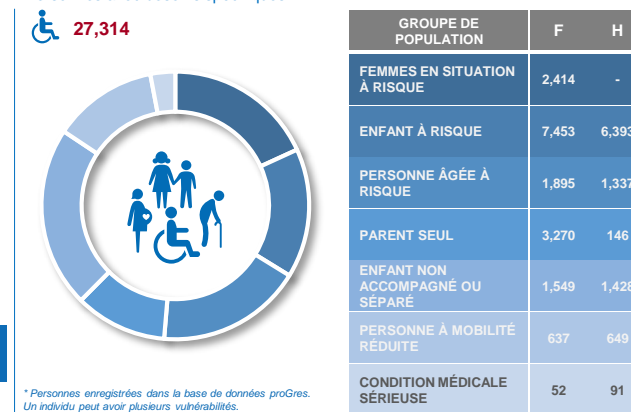 27,314
GROUPE DE
POPULATION
F
H
FEMMES EN SITUATION
À RISQUE
2,414
-
ENFANT À RISQUE
7,453
6,393
PERSONNE ÂGÉE À
RISQUE
1,895
1,337
PARENT SEUL
3,270
146
ENFANT NON
ACCOMPAGNÉ OU
SÉPARÉ
1,549
1,428
PERSONNE À MOBILITÉ
RÉDUITE
637
649
CONDITION MÉDICALE
SÉRIEUSE
52
91
* Personnes enregistrées dans la base de données proGres.
Un individu peut avoir plusieurs vulnérabilités.